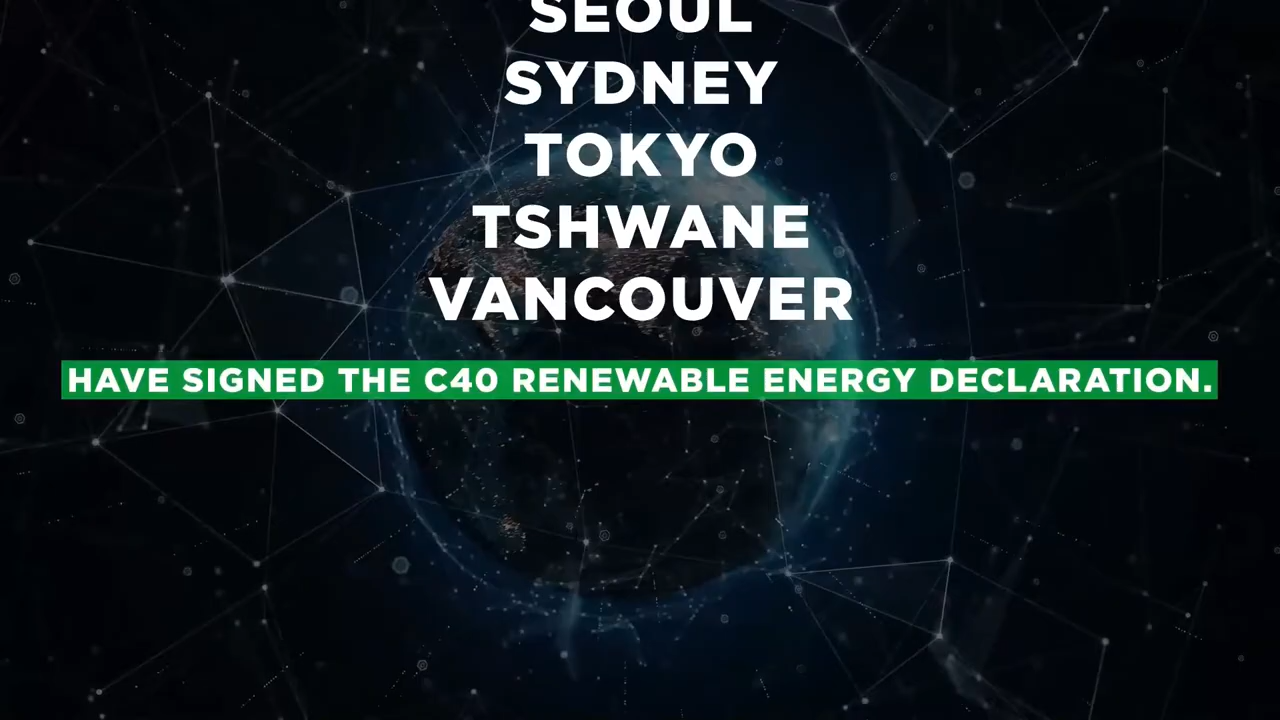 SEOUL
SYDNEY
TOKYO
TSHWANE
VANCOUVER
HAVE SIGNED THE C40 RENEWABLE ENERGY DECLARATION.